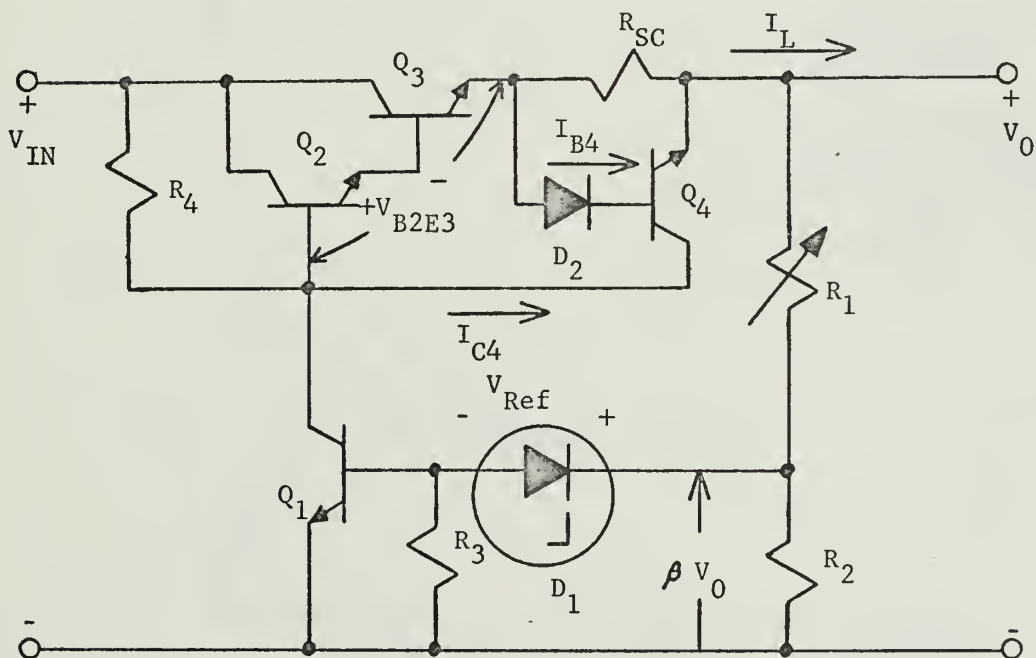 R_SC
I_L
Q_3
+
V_IN
Q_2
I_B4
+
V_0
R_4
-
+V_B2E3
Q_4
D_2
R_1
I_C4
V_Ref
-
+
Q_1
R_3
D_1
β V_0
R_2
-
-